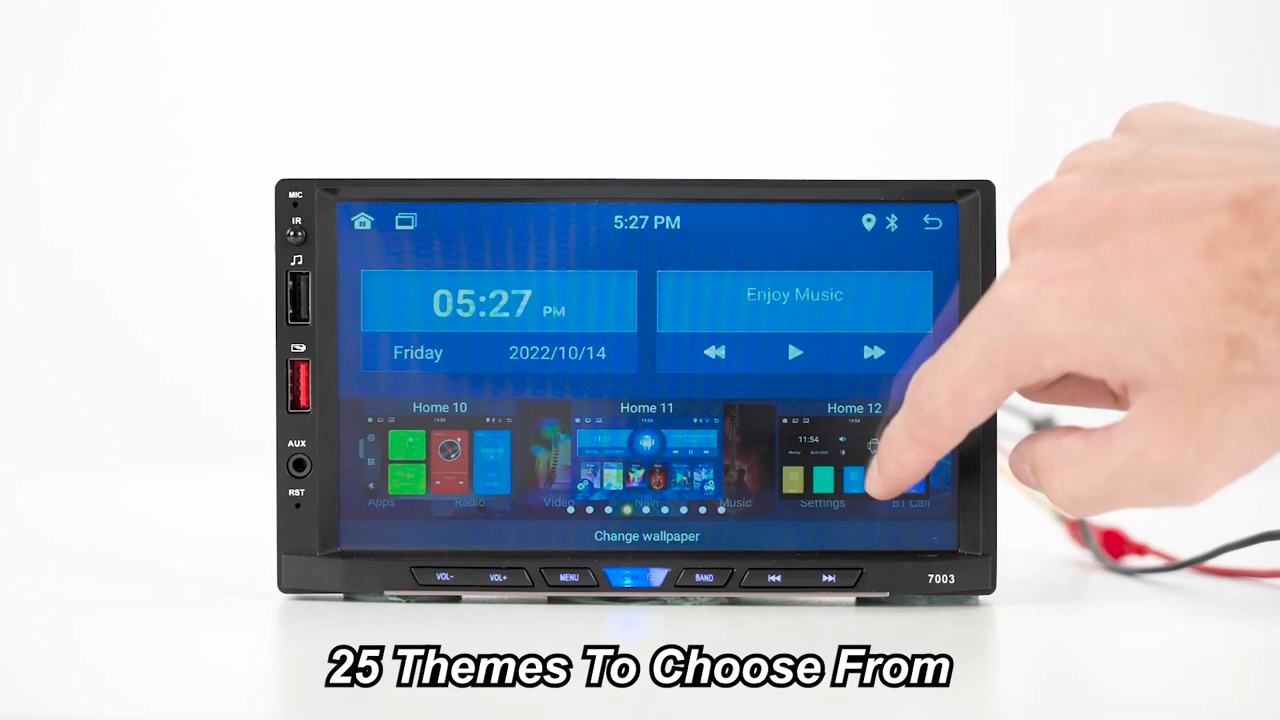 MIC
IR
AUX
RST
5:27 PM
05:27 PM
Friday 2022/10/14
Enjoy Music
Home 10
Home 11
Home 12
11:54
Apps Radio Video Navi Music Settings BT Call
Change wallpaper
VOL- VOL+ MENU BAND
7003
25 Themes To Choose From